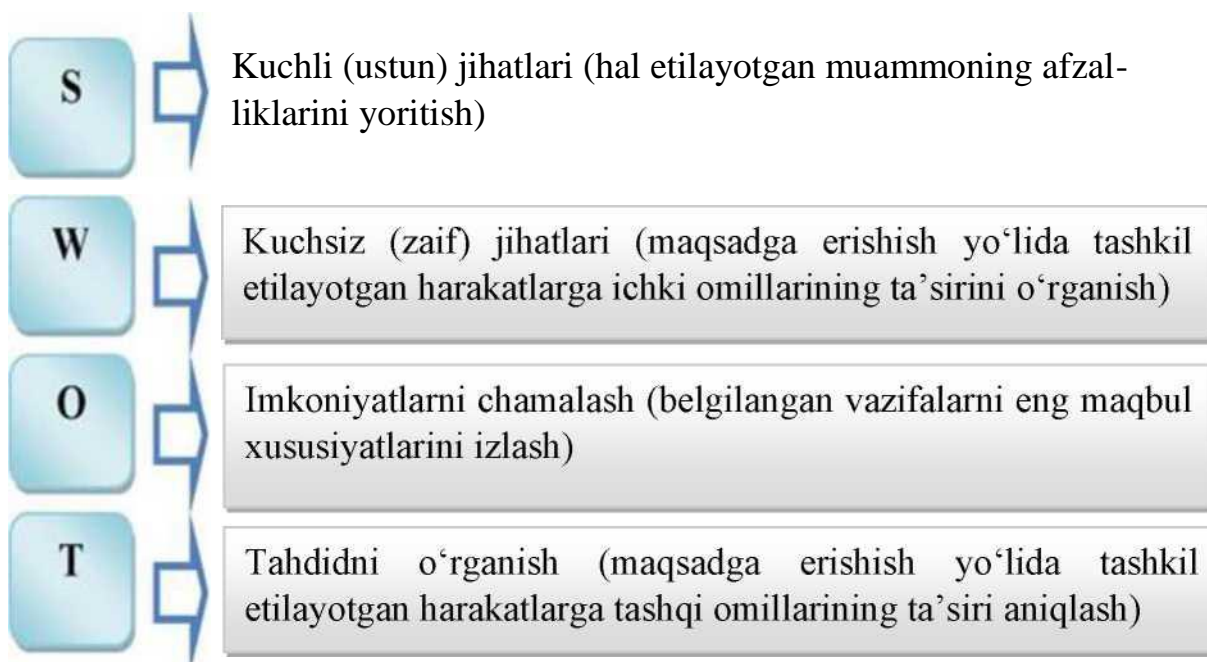 S
Kuchli (ustun) jihatlari (hal etilayotgan muammoning afzal-
liklarini yoritish)
W
Kuchsiz (zaif) jihatlari (maqsadga erishish yo‘lida tashkil
etilayotgan harakatlarga ichki omillarining ta’sirini o‘rganish)
O
Imkoniyatlarni chamalash (belgilangan vazifalarni eng maqbul
xususiyatlarini izlash)
T
Tahdidni o‘rganish (maqsadga erishish yo‘lida tashkil
etilayotgan harakatlarga tashqi omillarining ta’siri aniqlash)